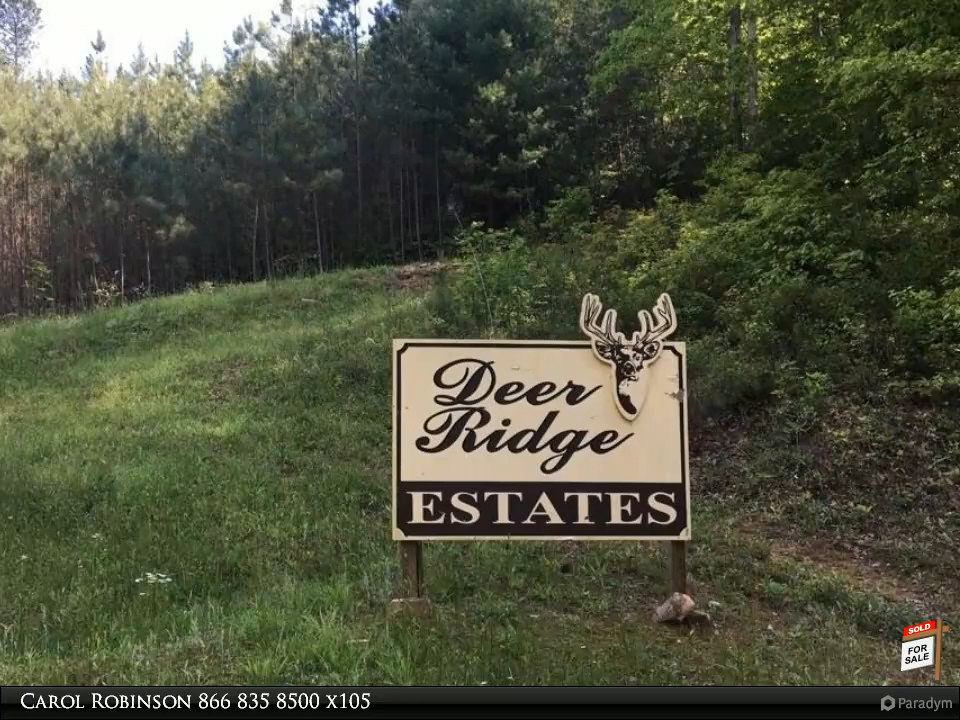 Deer
Ridge
ESTATES
SOLD
FOR
SALE
CAROL ROBINSON 866 835 8500 X105
Paradym